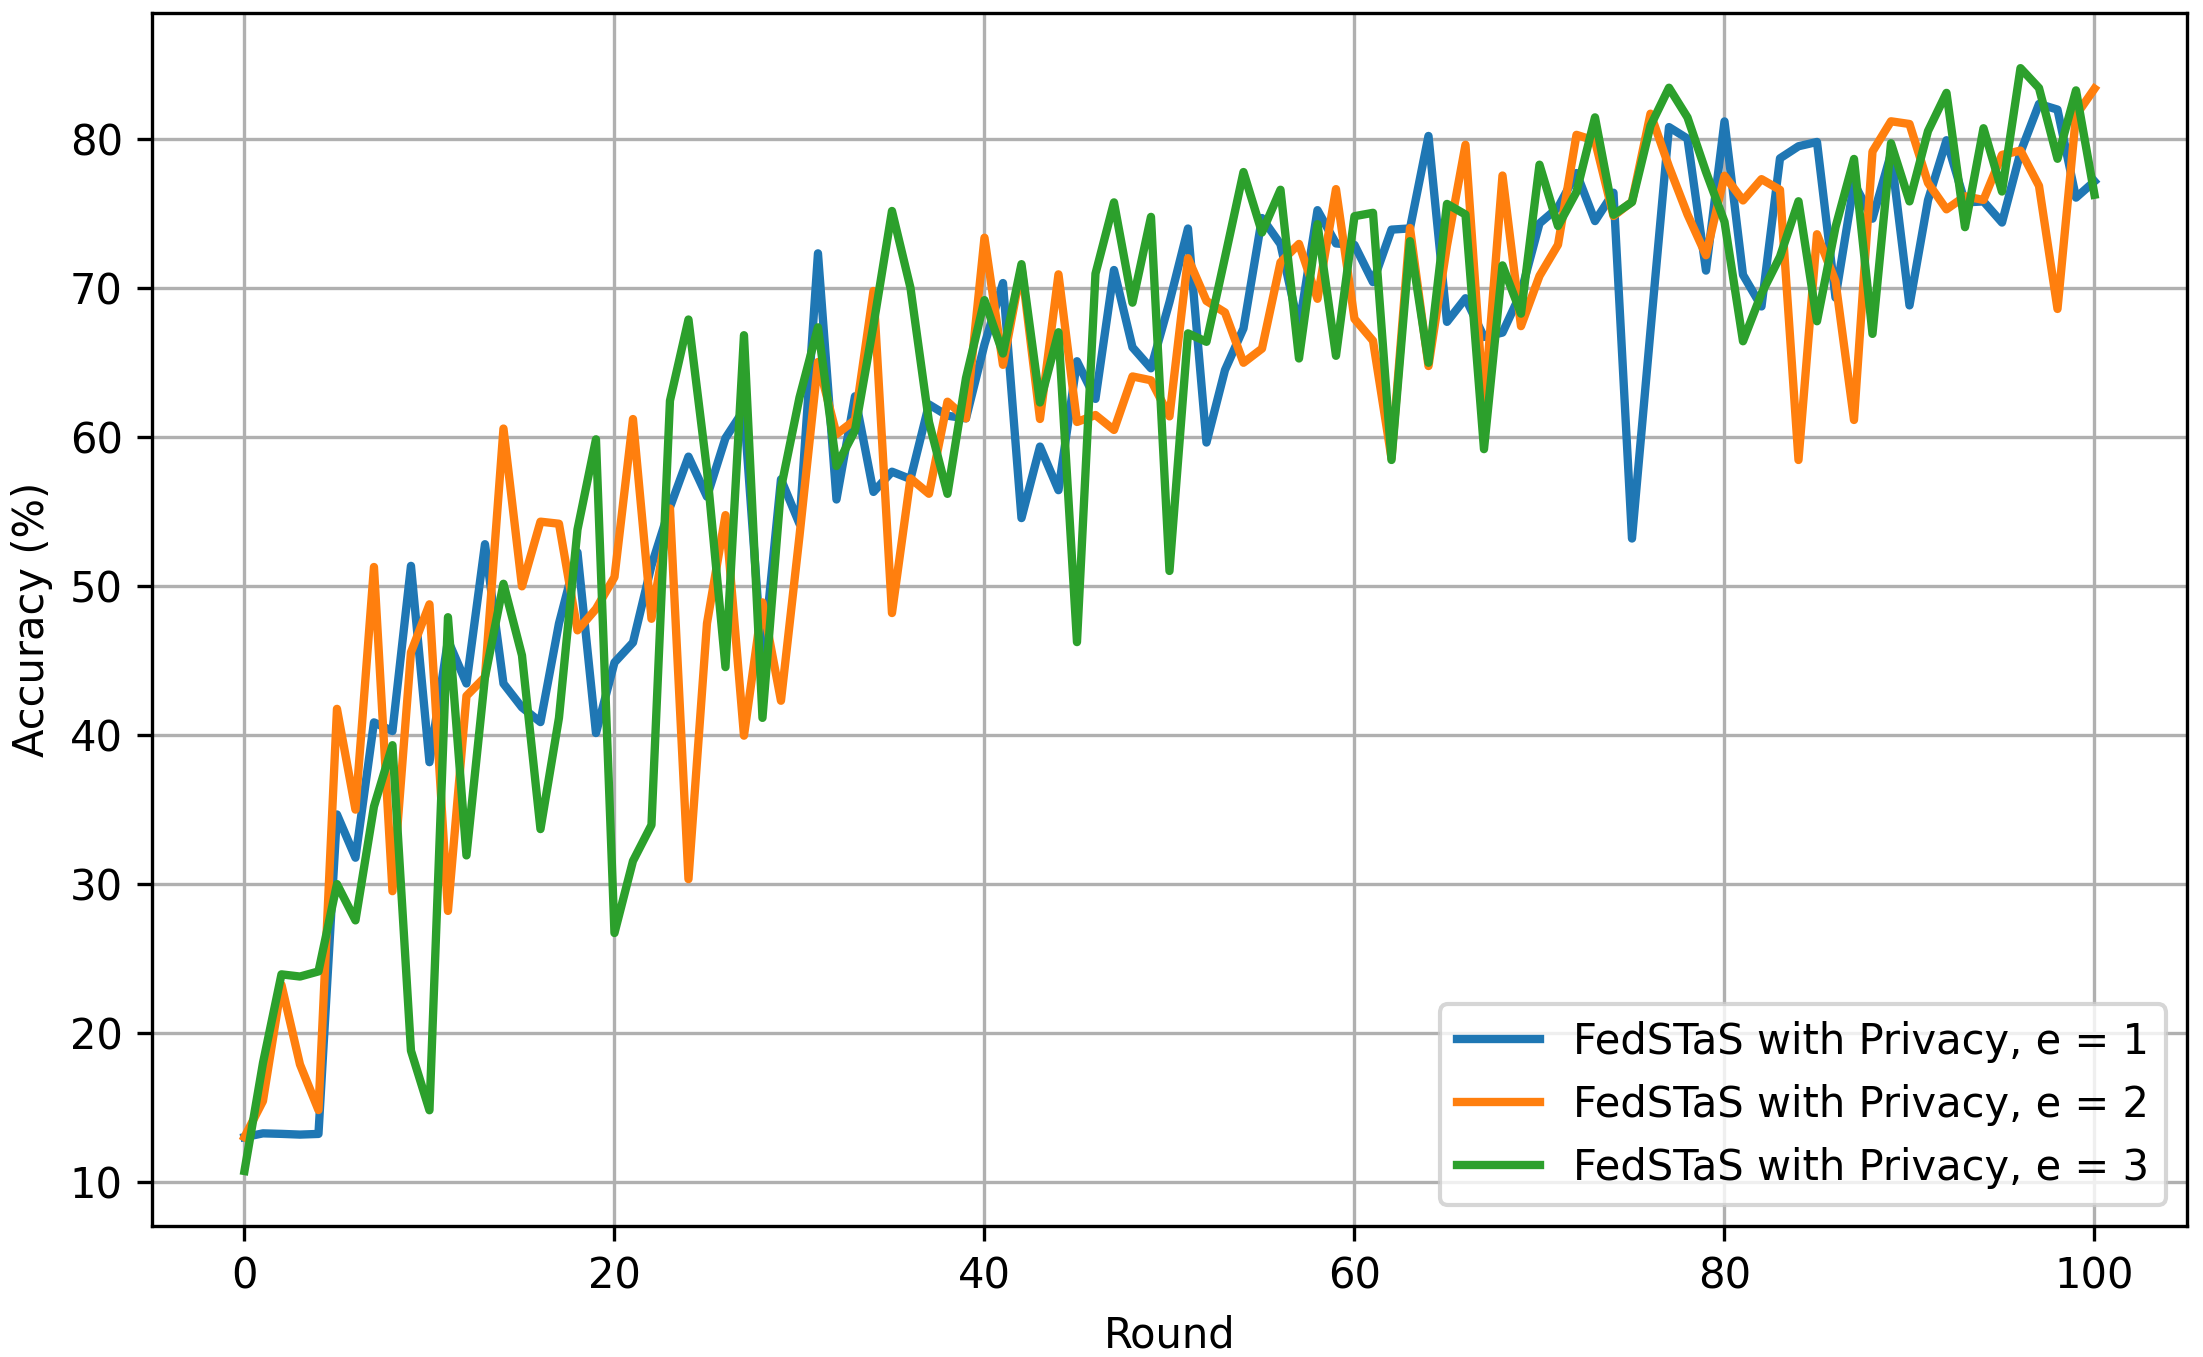 Accuracy (%)
80
70
60
50
40
30
20
10
0 20 40 60 80 100
Round
FedSTaS with Privacy, e = 1
FedSTaS with Privacy, e = 2
FedSTaS with Privacy, e = 3